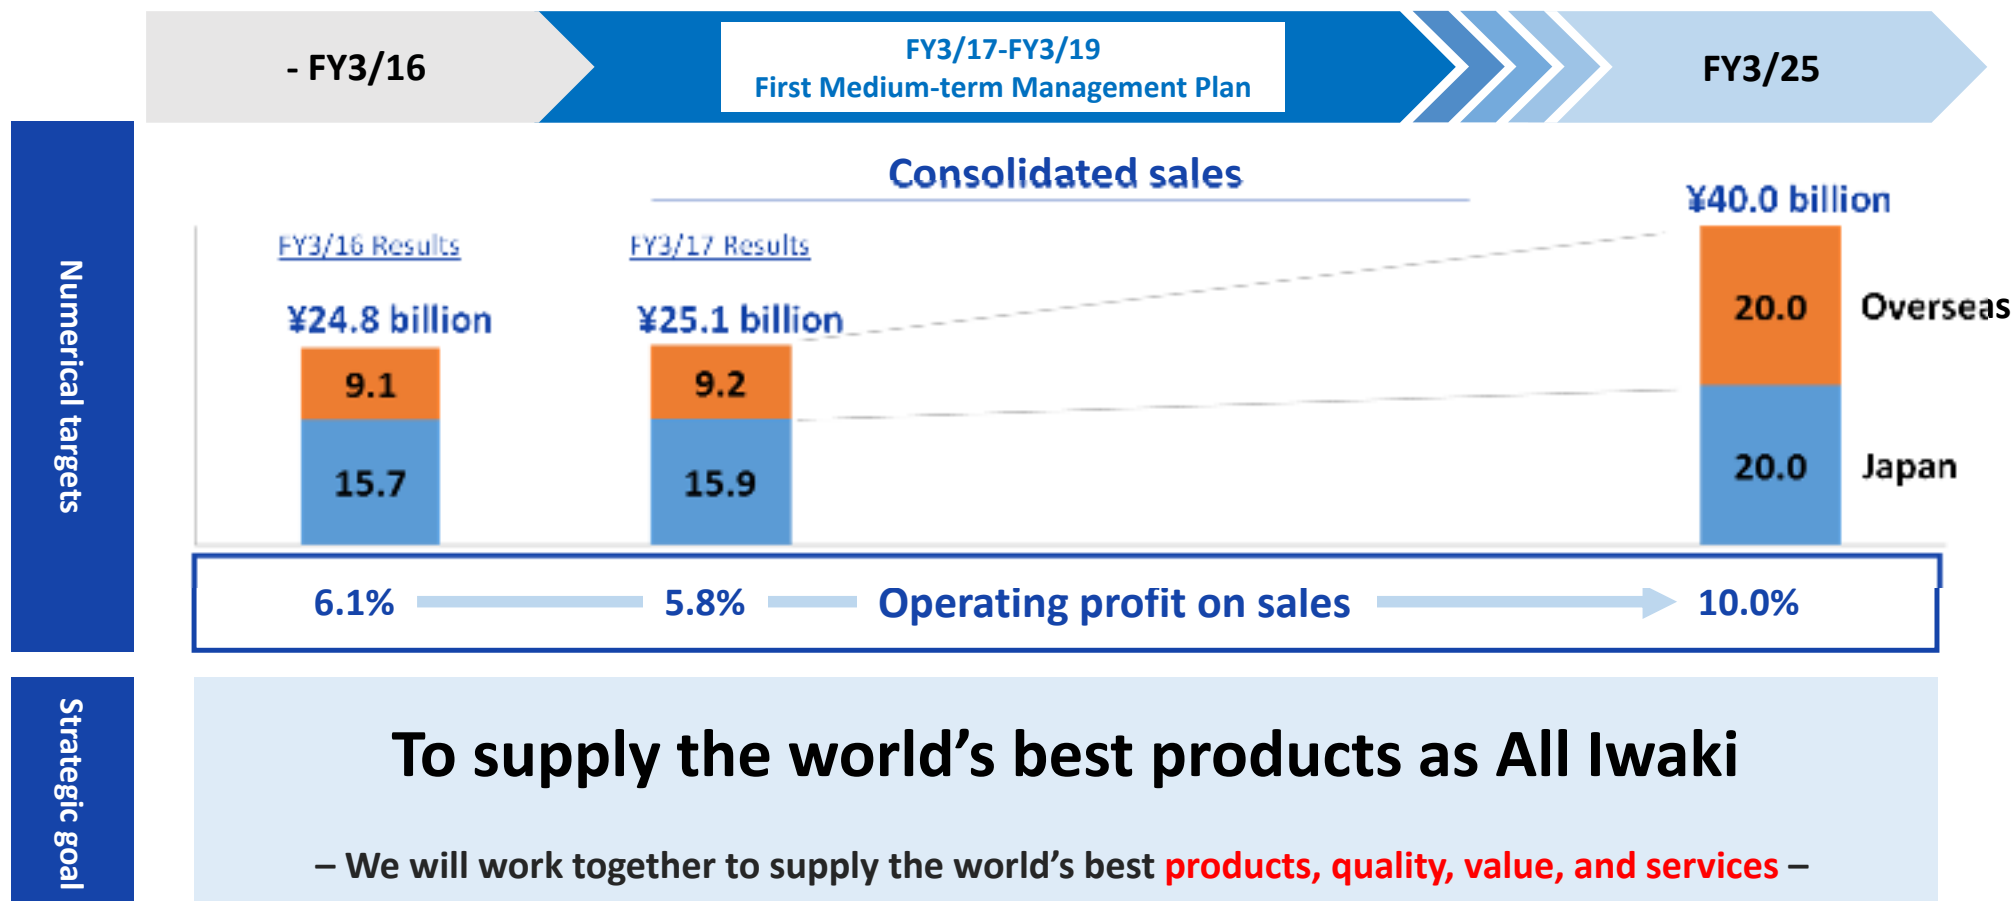 - FY3/16
FY3/17-FY3/19
First Medium-term Management Plan
FY3/25
Numerical targets
Consolidated sales
FY3/16 Results
¥24.8 billion
9.1
15.7
FY3/17 Results
¥25.1 billion
9.2
15.9
¥40.0 billion
20.0
Overseas
20.0
Japan
6.1%
5.8%
Operating profit on sales
10.0%
Strategic goal
To supply the world’s best products as All Iwaki
– We will work together to supply the world’s best products, quality, value, and services –